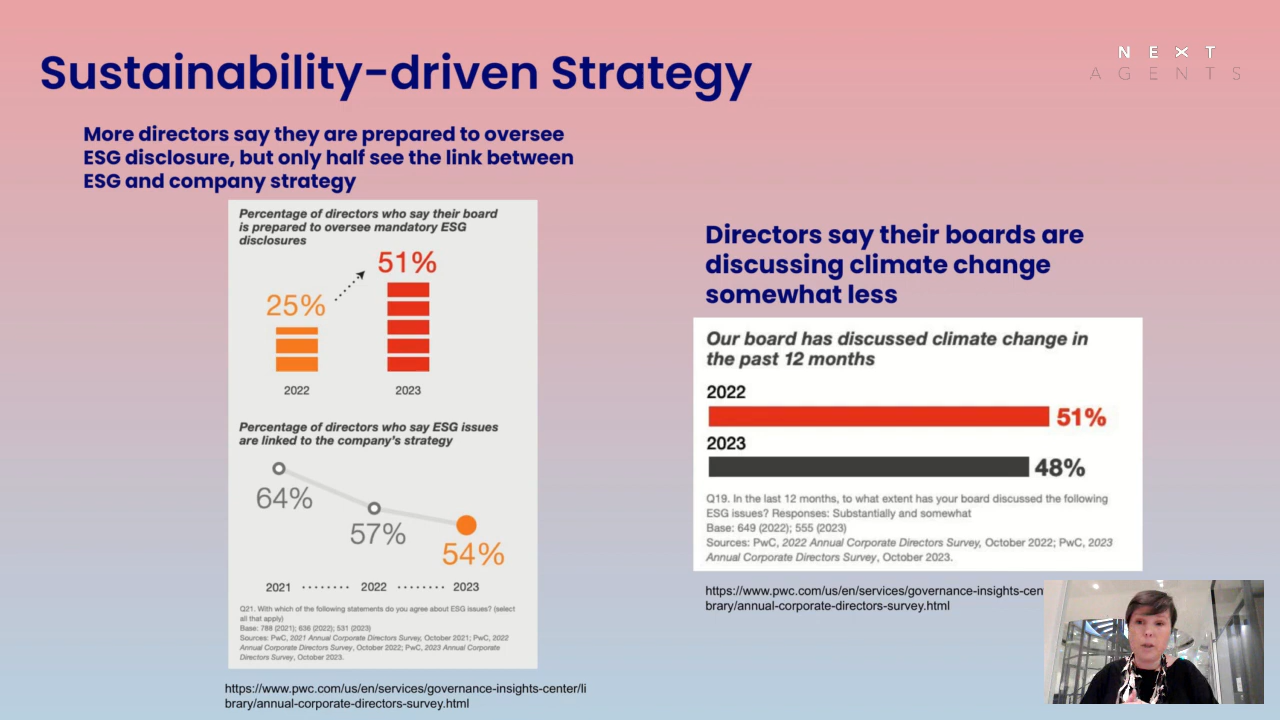 Sustainability-driven Strategy
NEXT
AGENTS
More directors say they are prepared to oversee
ESG disclosure, but only half see the link between
ESG and company strategy
Percentage of directors who say their board
is prepared to oversee mandatory ESG
disclosures
51%
25%
2022
2023
Percentage of directors who say ESG issues
are linked to the company's strategy
64%
57%
54%
2021 ········ 2022 ········ 2023
Q21. With which of the following statements do you agree about ESG issues? (select
all that apply)
Base: 788 (2021); 636 (2022); 531 (2023)
Sources: PwC, 2021 Annual Corporate Directors Survey, October 2021; PwC, 2022
Annual Corporate Directors Survey, October 2022; PwC, 2023 Annual Corporate
Directors Survey, October 2023.
https://www.pwc.com/us/en/services/governance-insights-center/li
brary/annual-corporate-directors-survey.html
Directors say their boards are
discussing climate change
somewhat less
Our board has discussed climate change in
the past 12 months
2022
51%
2023
48%
Q19. In the last 12 months, to what extent has your board discussed the following
ESG issues? Responses: Substantially and somewhat
Base: 649 (2022); 555 (2023)
Sources: PwC, 2022 Annual Corporate Directors Survey, October 2022; PwC, 2023
Annual Corporate Directors Survey, October 2023.
https://www.pwc.com/us/en/services/governance-insights-cen
brary/annual-corporate-directors-survey.html